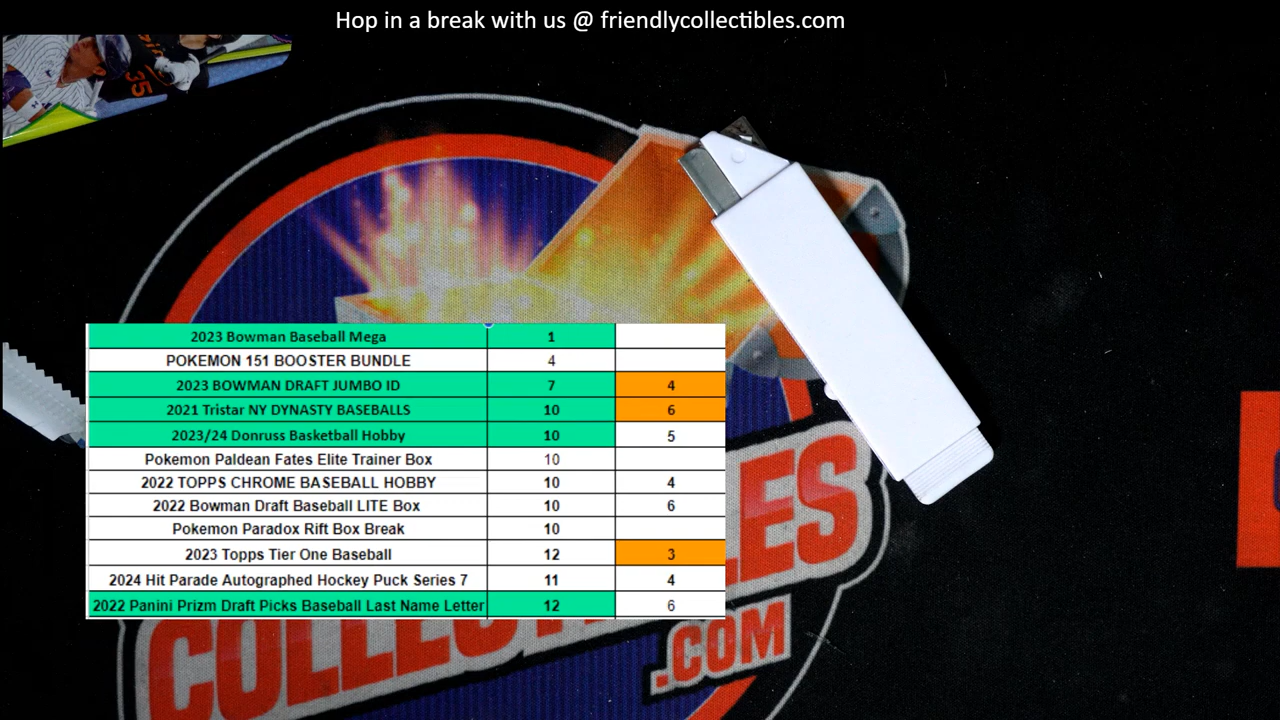 Hop in a break with us @ friendlycollectibles.com
35
2023 Bowman Baseball Mega 1
POKEMON 151 BOOSTER BUNDLE 4
2023 BOWMAN DRAFT JUMBO ID 7 4
2021 Tristar NY DYNASTY BASEBALLS 10 6
2023/24 Donruss Basketball Hobby 10 5
Pokemon Paldean Fates Elite Trainer Box 10
2022 TOPPS CHROME BASEBALL HOBBY 10 4
2022 Bowman Draft Baseball LITE Box 10 6
Pokemon Paradox Rift Box Break 10
2023 Topps Tier One Baseball 12 3
2024 Hit Parade Autographed Hockey Puck Series 7 11 4
2022 Panini Prizm Draft Picks Baseball Last Name Letter 12 6
.COM